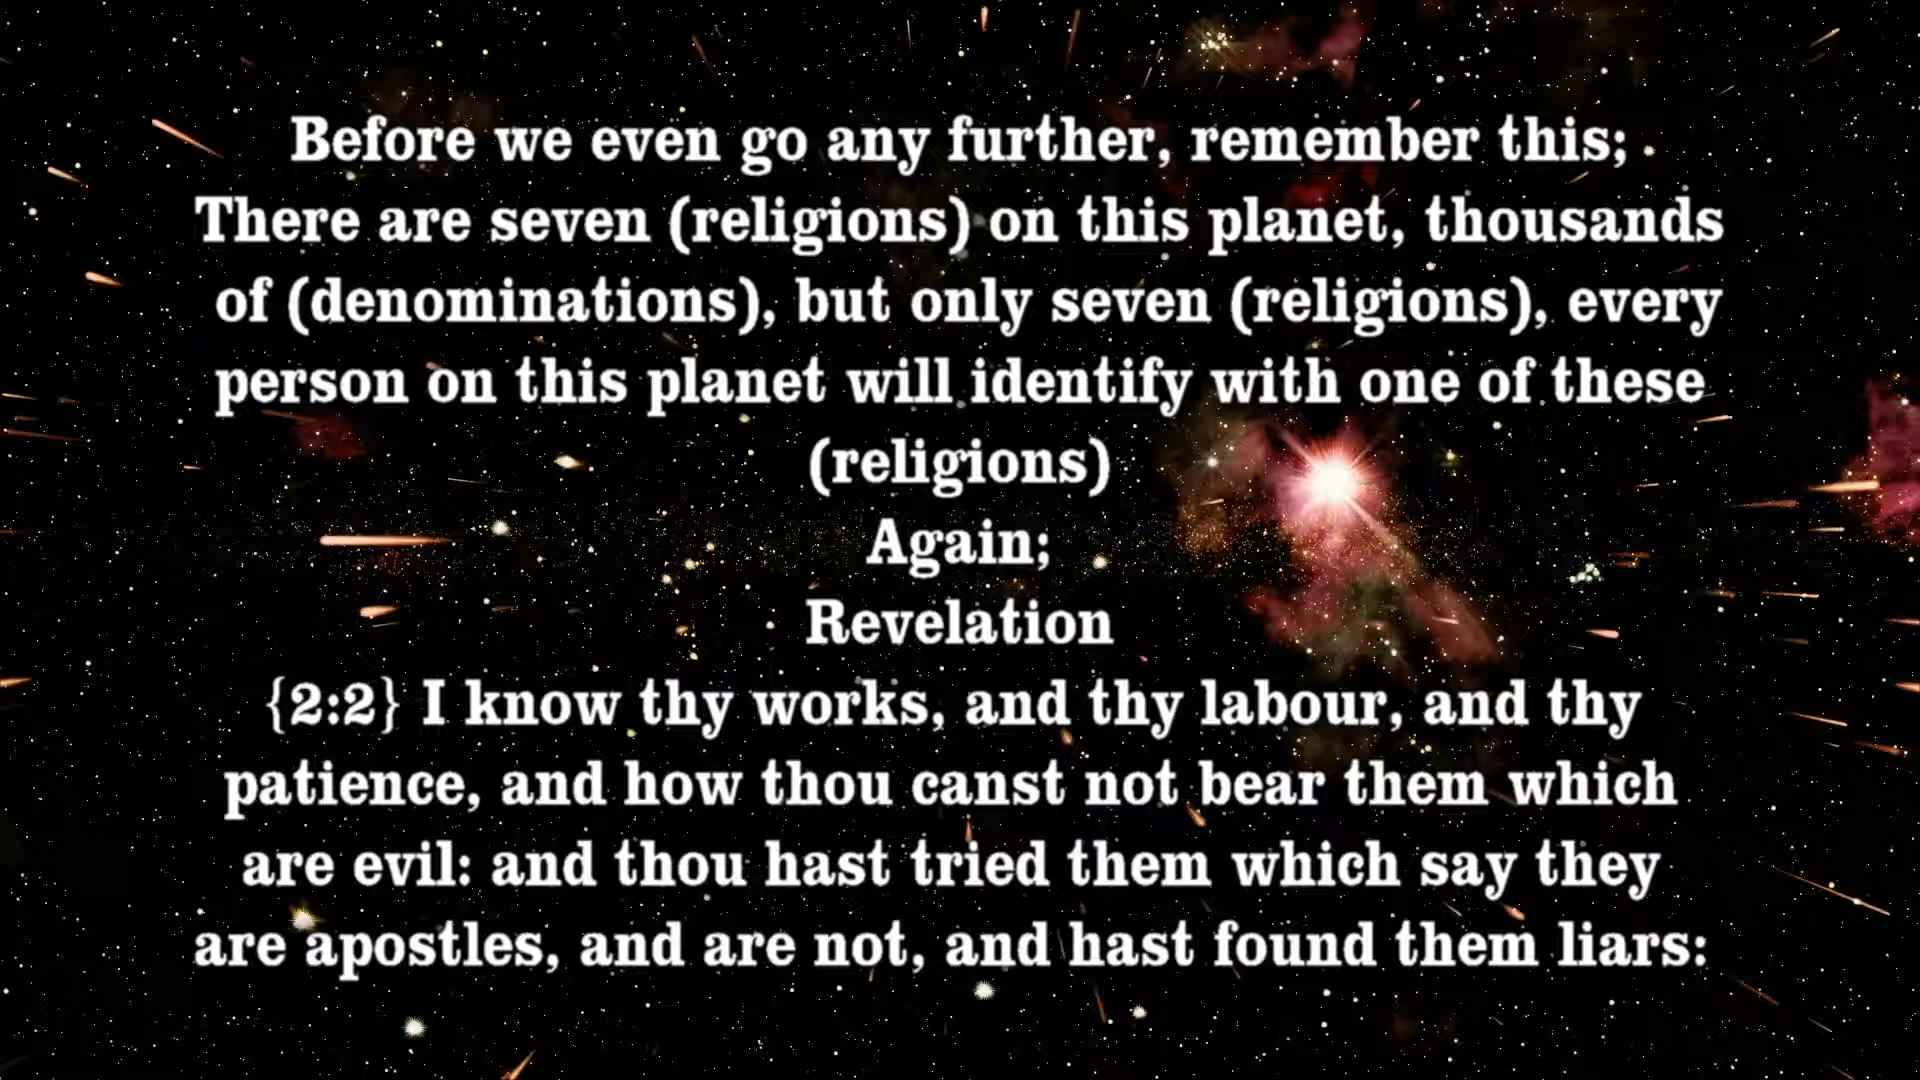 Before we even go any further, remember this;
There are seven (religions) on this planet, thousands
of (denominations), but only seven (religions), every
person on this planet will identify with one of these
(religions)
Again;
Revelation
{2:2} I know thy works, and thy labour, and thy
patience, and how thou canst not bear them which
are evil: and thou hast tried them which say they
are apostles, and are not, and hast found them liars: